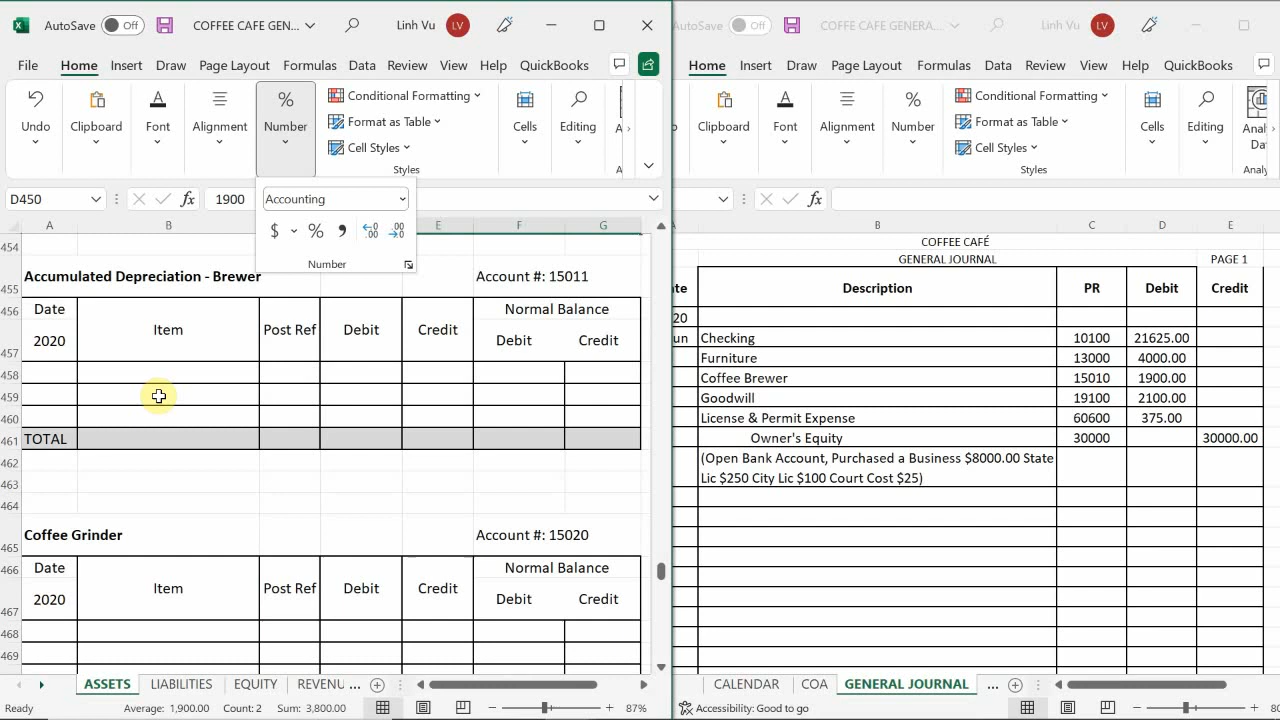 AutoSave Off COFFEE CAFE GEN... Linh Vu LV
File Home Insert Draw Page Layout Formulas Data Review View Help QuickBooks
Undo Clipboard Font Alignment % Number Conditional Formatting Format as Table Cell Styles Styles Cells Editing A
D450 fx 1900
Accounting
$ % , .00
Number
A B E F G
454
455 Accumulated Depreciation - Brewer Account #: 15011
456 Date Item Post Ref Debit Credit Normal Balance
457 2020 Debit Credit
458
459
460
461 TOTAL
462
463
464
465 Coffee Grinder Account #: 15020
466 Date Item Post Ref Debit Credit Normal Balance
467 2020 Debit Credit
468
469
ASSETS LIABILITIES EQUITY REVENU ...
Ready Average: 1,900.00 Count: 2 Sum: 3,800.00 87%
AutoSave Off COFFEE CAFE GENERA... Linh Vu LV
Home Insert Draw Page Layout Formulas Data Review View Help QuickBooks
Clipboard Font Alignment % Number Conditional Formatting Format as Table Cell Styles Styles Cells Editing Anal Da Analy
fx
B C D E
COFFEE CAFÉ
GENERAL JOURNAL PAGE 1
te Description PR Debit Credit
20
un Checking 10100 21625.00
Furniture 13000 4000.00
Coffee Brewer 15010 1900.00
Goodwill 19100 2100.00
License & Permit Expense 60600 375.00
Owner's Equity 30000 30000.00
(Open Bank Account, Purchased a Business $8000.00 State
Lic $250 City Lic $100 Court Cost $25)
CALENDAR COA GENERAL JOURNAL ...
Accessibility: Good to go 80